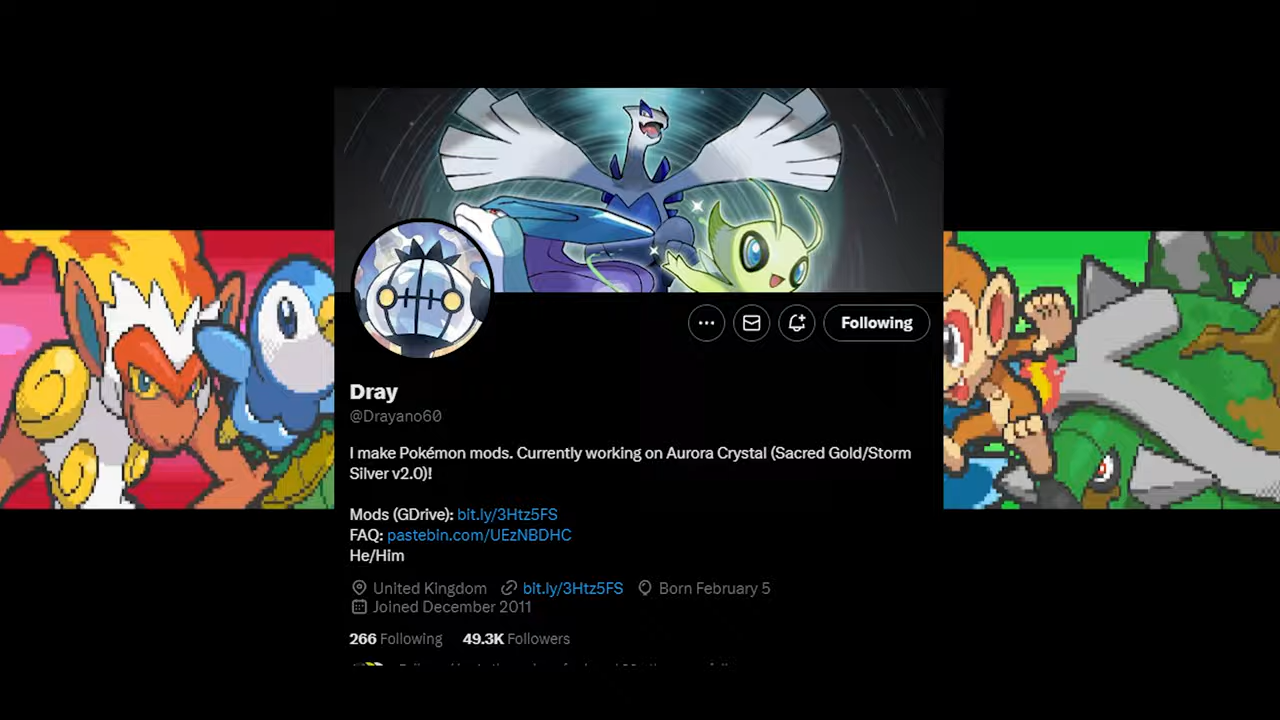 Following
Dray
@Drayano60
I make Pokémon mods. Currently working on Aurora Crystal (Sacred Gold/Storm
Silver v2.0)!
Mods (GDrive): bit.ly/3Htz5FS
FAQ: pastebin.com/UEzNBDHC
He/Him
United Kingdom bit.ly/3Htz5FS Born February 5
Joined December 2011
266 Following 49.3K Followers